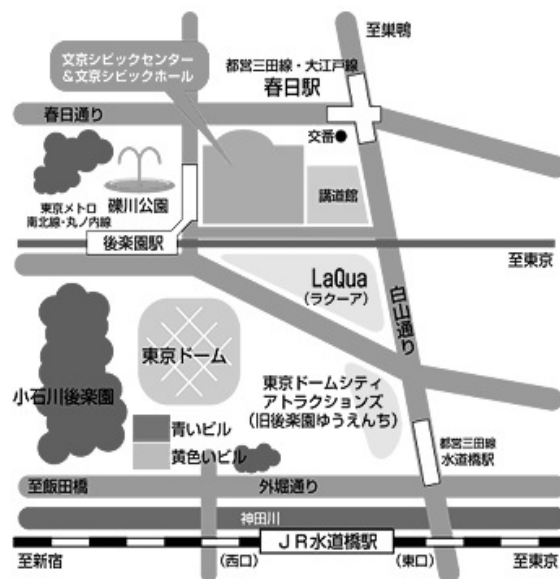 至巣鴨
文京シビックセンター
＆文京シビックホール
都営三田線・大江戸線
春日駅
春日通り
交番
礫川公園
講道館
東京メトロ
南北線・丸ノ内線
後楽園駅
至東京
LaQua
(ラクーア)
白山通り
東京ドーム
小石川後楽園
東京ドームシティ
アトラクションズ
(旧後楽園ゆうえんち)
青いビル
黄色いビル
都営三田線
水道橋駅
至飯田橋
外堀通り
神田川
JR水道橋駅
至新宿
(西口)
(東口)
至東京